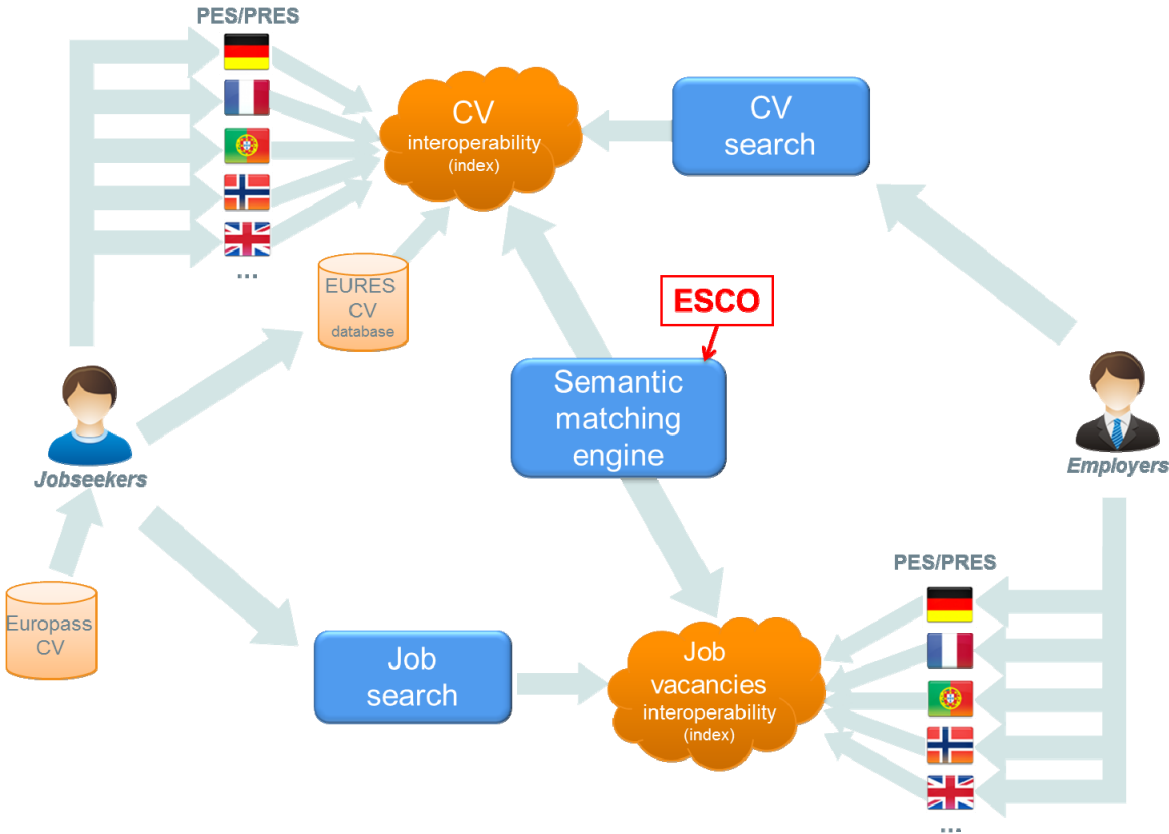 PES/PRES
CV
interoperability
(index)
CV
search
...
EURES
CV
database
ESCO
Semantic
matching
engine
Jobseekers
Employers
Europass
CV
PES/PRES
Job
search
Job
vacancies
interoperability
(index)
...